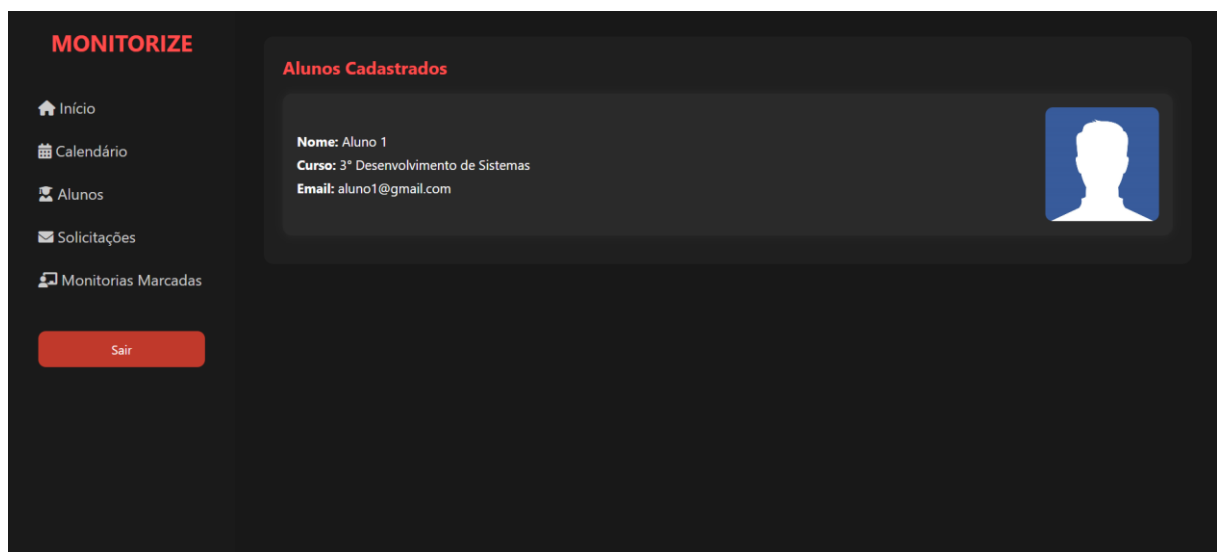 MONITORIZE
Início
Calendário
Alunos
Solicitações
Monitorias Marcadas
Sair
Alunos Cadastrados
Nome: Aluno 1
Curso: 3° Desenvolvimento de Sistemas
Email: aluno1@gmail.com